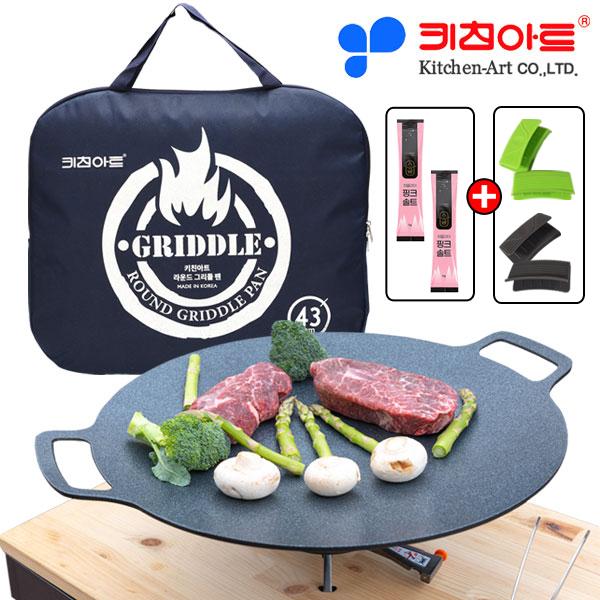 키친아트®
Kitchen-Art CO.,LTD.
키친아트
GRIDDLE
키친아트
라운드 그리들 팬
MADE IN KOREA
ROUND GRIDDLE PAN
43
핑크
솔트
핑크
솔트